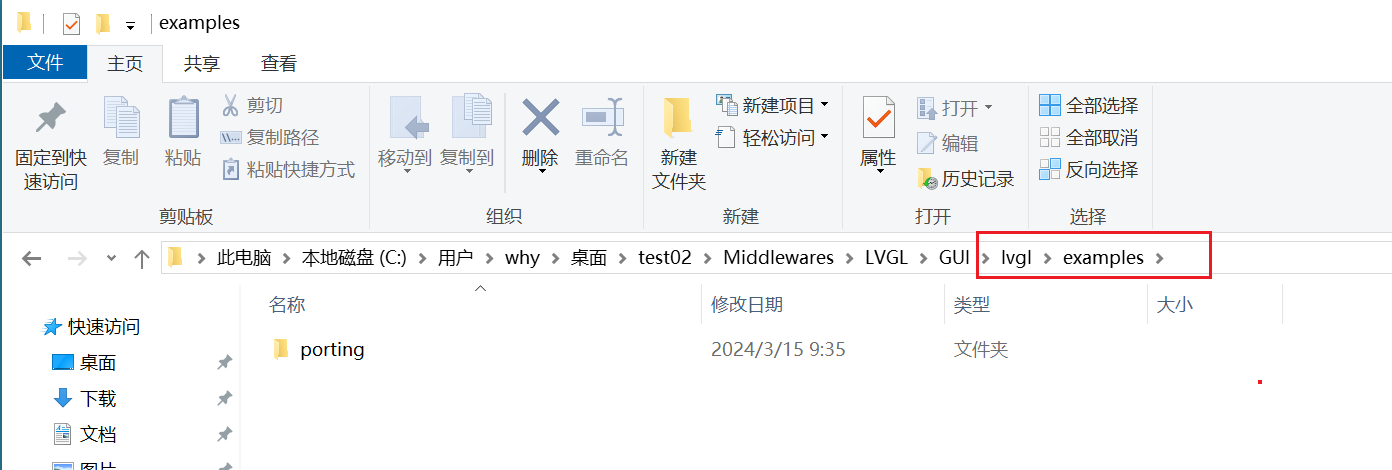 examples
文件 主页 共享 查看
固定到快速访问 复制 粘贴 剪切 复制路径 粘贴快捷方式 移动到 复制到 删除 重命名 新建文件夹 新建项目 轻松访问 属性 打开 编辑 历史记录 全部选择 全部取消 反向选择
剪贴板 组织 新建 打开 选择
此电脑 本地磁盘 (C:) 用户 why 桌面 test02 Middlewares LVGL GUI lvgl examples
名称 修改日期 类型 大小
快速访问
porting 2024/3/15 9:35 文件夹
桌面
下载
文档
图片